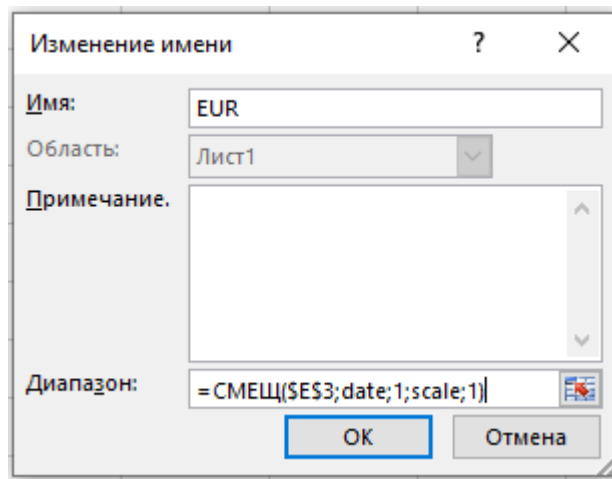 Изменение имени ? ×
Имя: EUR
Область: Лист1
Примечание.
Диапазон: =СМЕЩ($E$3;date;1;scale;1)
ОК Отмена